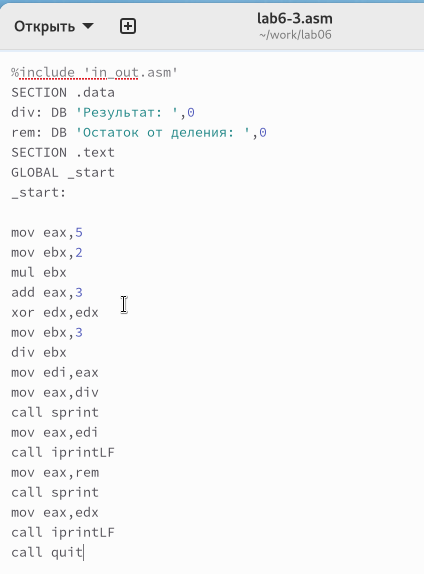 Открыть
lab6-3.asm
~/work/lab06
%include 'in_out.asm'
SECTION .data
div: DB 'Результат: ',0
rem: DB 'Остаток от деления: ',0
SECTION .text
GLOBAL _start
_start:
mov eax,5
mov ebx,2
mul ebx
add eax,3
xor edx,edx
mov ebx,3
div ebx
mov edi,eax
mov eax,div
call sprint
mov eax,edi
call iprintLF
mov eax,rem
call sprint
mov eax,edx
call iprintLF
call quit